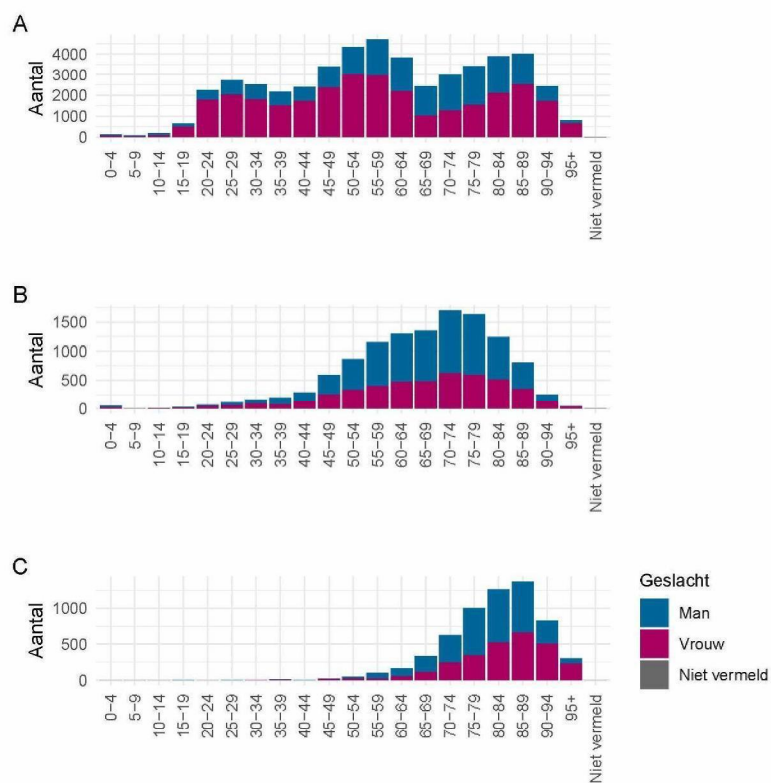 A
Aantal
4000
3000
2000
1000
0
0−4 5−9 10−14 15−19 20−24 25−29 30−34 35−39 40−44 45−49 50−54 55−59 60−64 65−69 70−74 75−79 80−84 85−89 90−94 95+ Niet vermeld
B
Aantal
1500
1000
500
0
0−4 5−9 10−14 15−19 20−24 25−29 30−34 35−39 40−44 45−49 50−54 55−59 60−64 65−69 70−74 75−79 80−84 85−89 90−94 95+ Niet vermeld
C
Aantal
1000
500
0
0−4 5−9 10−14 15−19 20−24 25−29 30−34 35−39 40−44 45−49 50−54 55−59 60−64 65−69 70−74 75−79 80−84 85−89 90−94 95+ Niet vermeld
Geslacht
Man
Vrouw
Niet vermeld